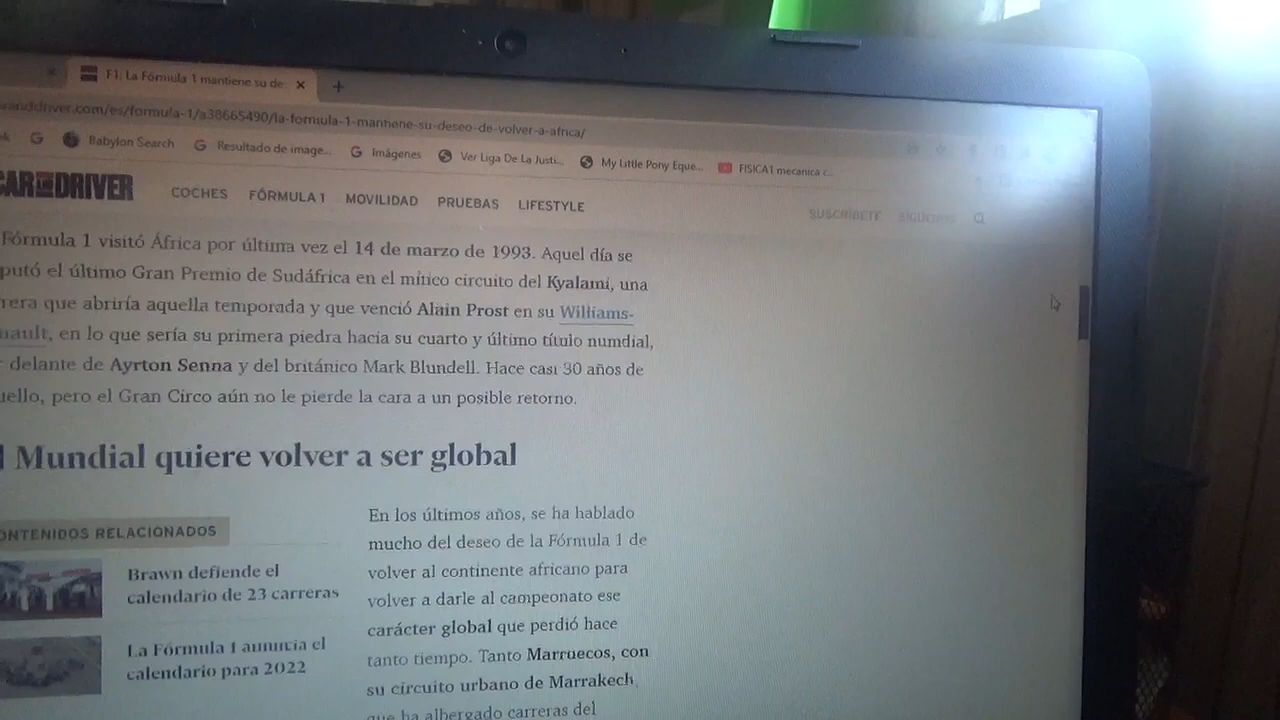 F1: La Fórmula 1 mantiene su de
anddriver.com/es/formula-1/a38665490/la-formula-1-mantiene-su-deseo-de-volver-a-africa/
Babylon Search
Resultado de image...
Imágenes
Ver Liga De La Justi...
My Little Pony Eque...
FISICA1 mecanica c...
CAR AND DRIVER
COCHES
FÓRMULA 1
MOVILIDAD
PRUEBAS
LIFESTYLE
SUSCRÍBETE
Fórmula 1 visitó África por última vez el 14 de marzo de 1993. Aquel día se
putó el último Gran Premio de Sudáfrica en el mítico circuito del Kyalami, una
rera que abriría aquella temporada y que venció Alain Prost en su Williams-
nault, en lo que sería su primera piedra hacia su cuarto y último título numdial,
delante de Ayrton Senna y del británico Mark Blundell. Hace casi 30 años de
uello, pero el Gran Circo aún no le pierde la cara a un posible retorno.
l Mundial quiere volver a ser global
ONTENIDOS RELACIONADOS
Brawn defiende el
calendario de 23 carreras
La Fórmula 1 anuncia el
calendario para 2022
En los últimos años, se ha hablado
mucho del deseo de la Fórmula 1 de
volver al continente africano para
volver a darle al campeonato ese
carácter global que perdió hace
tanto tiempo. Tanto Marruecos, con
su circuito urbano de Marrakech,
que ha albergado carreras del